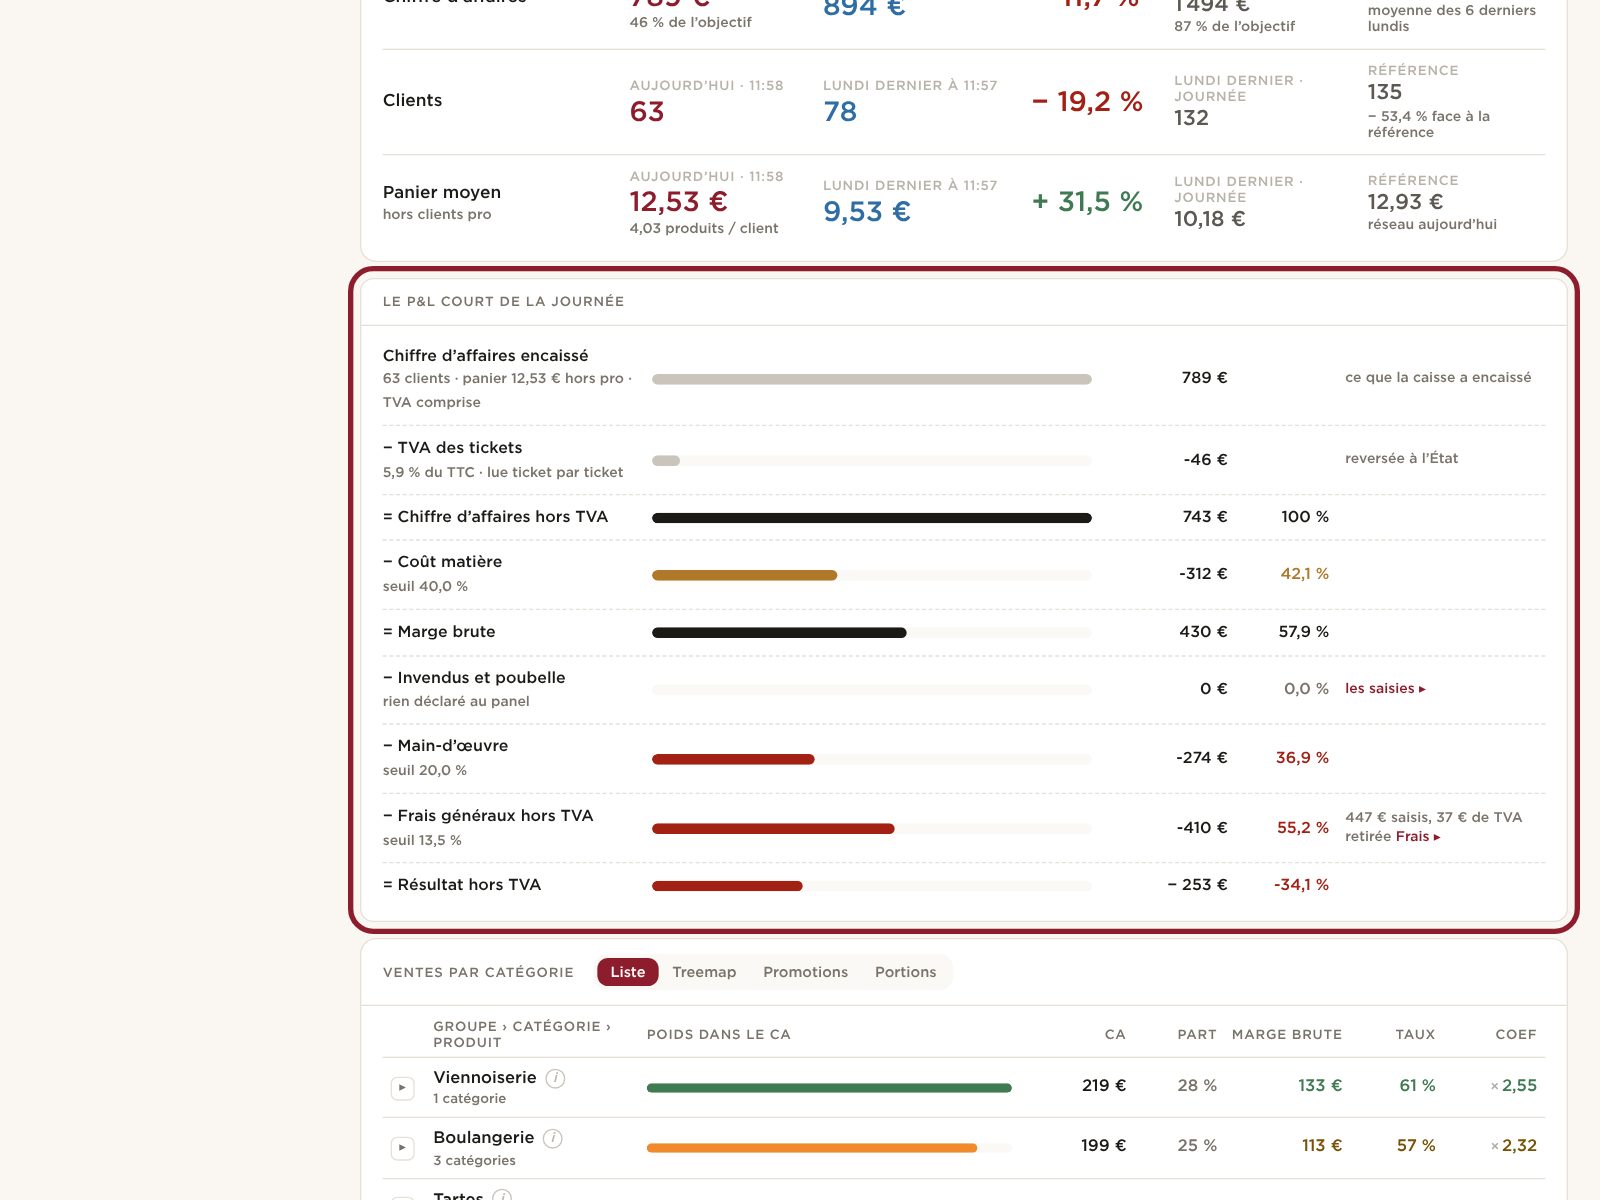 Chiffre d'affaires
789 €
46 % de l'objectif
894 €
11,7 %
1 494 €
87 % de l'objectif
moyenne des 6 derniers
lundis
Clients
AUJOURD'HUI · 11:58
63
LUNDI DERNIER À 11:57
78
− 19,2 %
LUNDI DERNIER ·
JOURNÉE
132
RÉFÉRENCE
135
− 53,4 % face à la
référence
Panier moyen
hors clients pro
AUJOURD'HUI · 11:58
12,53 €
4,03 produits / client
LUNDI DERNIER À 11:57
9,53 €
+ 31,5 %
LUNDI DERNIER ·
JOURNÉE
10,18 €
RÉFÉRENCE
12,93 €
réseau aujourd'hui
LE P&L COURT DE LA JOURNÉE
Chiffre d'affaires encaissé
63 clients · panier 12,53 € hors pro ·
TVA comprise
789 €
ce que la caisse a encaissé
− TVA des tickets
5,9 % du TTC · lue ticket par ticket
-46 €
reversée à l'État
= Chiffre d'affaires hors TVA
743 €
100 %
− Coût matière
seuil 40,0 %
-312 €
42,1 %
= Marge brute
430 €
57,9 %
− Invendus et poubelle
rien déclaré au panel
0 €
0,0 %
les saisies ▸
− Main-d'œuvre
seuil 20,0 %
-274 €
36,9 %
− Frais généraux hors TVA
seuil 13,5 %
-410 €
55,2 %
447 € saisis, 37 € de TVA
retirée Frais ▸
= Résultat hors TVA
− 253 €
-34,1 %
VENTES PAR CATÉGORIE
Liste
Treemap
Promotions
Portions
GROUPE › CATÉGORIE ›
PRODUIT
POIDS DANS LE CA
CA
PART
MARGE BRUTE
TAUX
COEF
Viennoiserie i
1 catégorie
219 €
28 %
133 €
61 %
× 2,55
Boulangerie i
3 catégories
199 €
25 %
113 €
57 %
× 2,32
Tartes i